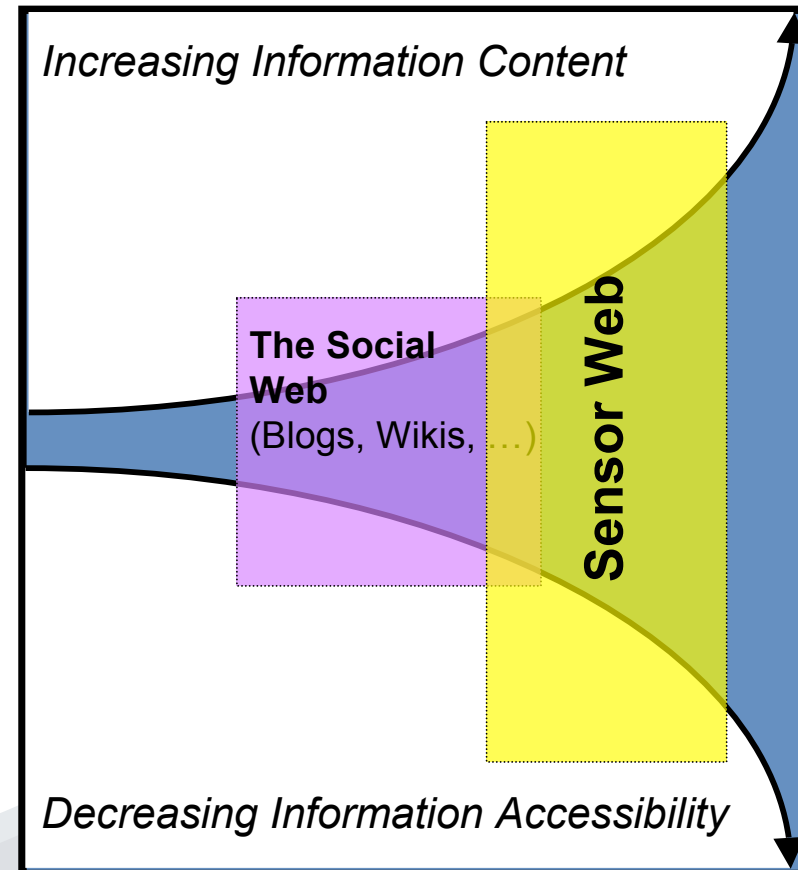 Increasing Information Content
The Social
Web
(Blogs, Wikis, …)
Sensor Web
Decreasing Information Accessibility